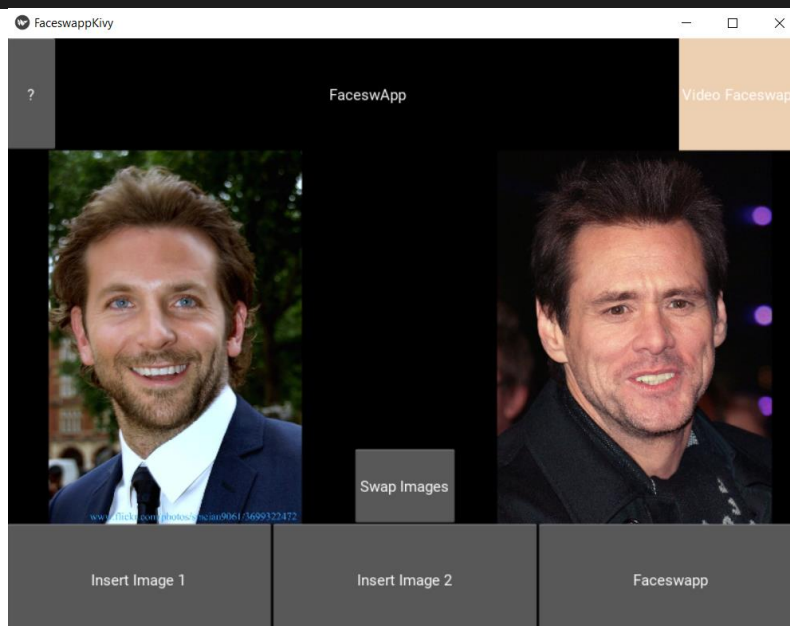 FaceswappKivy
?
FaceswApp
Video Faceswap
Swap Images
Insert Image 1
Insert Image 2
Faceswapp